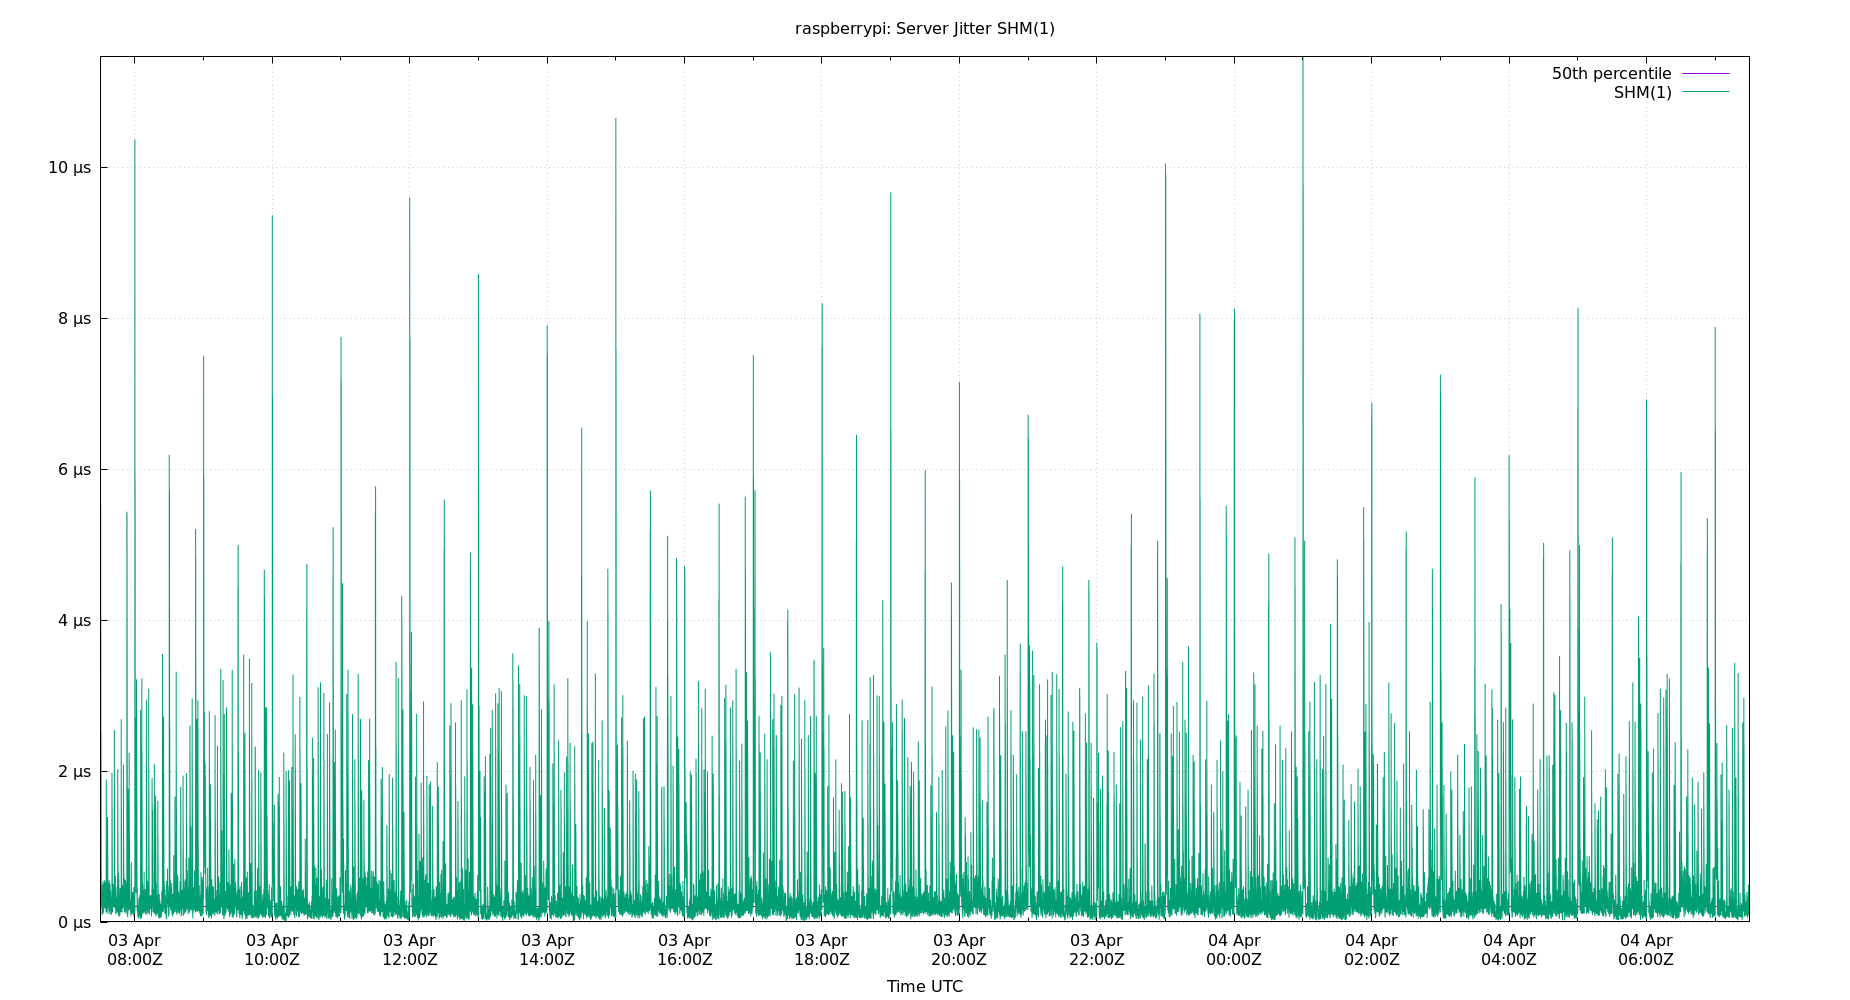 raspberrypi: Server Jitter SHM(1)
50th percentile
SHM(1)
10 µs
8 µs
6 µs
4 µs
2 µs
0 µs
03 Apr 03 Apr 03 Apr 03 Apr 03 Apr 03 Apr 03 Apr 03 Apr 04 Apr 04 Apr 04 Apr 04 Apr
08:00Z 10:00Z 12:00Z 14:00Z 16:00Z 18:00Z 20:00Z 22:00Z 00:00Z 02:00Z 04:00Z 06:00Z
Time UTC